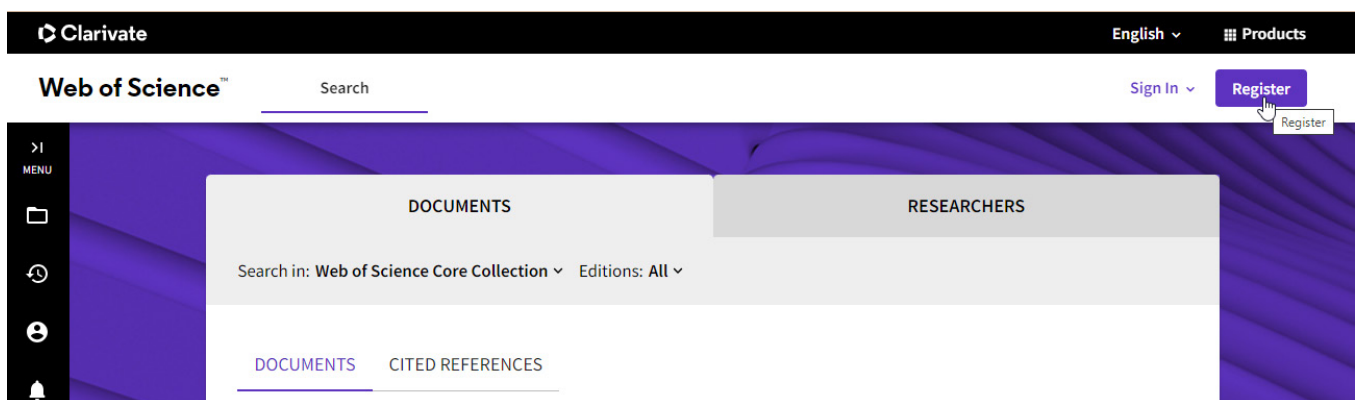 Clarivate
English
Products
Web of Science™
Search
Sign In
Register
Register
MENU
DOCUMENTS
RESEARCHERS
Search in: Web of Science Core Collection Editions: All
DOCUMENTS
CITED REFERENCES